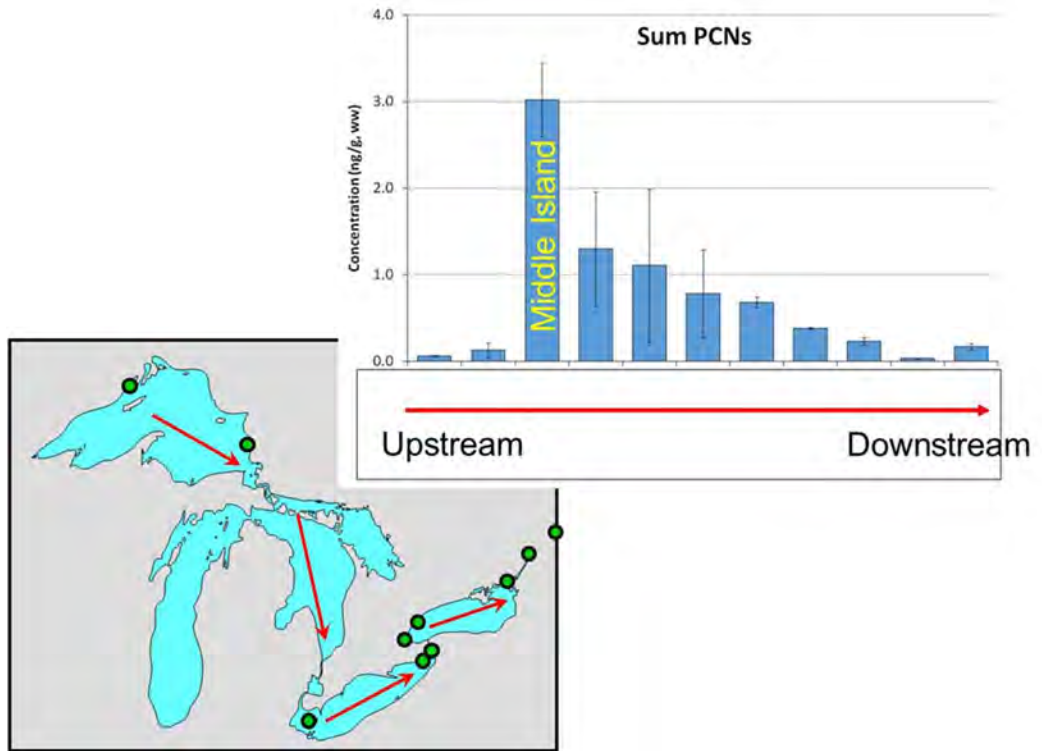 Sum PCNs
Concentration (ng/g, ww)
4.0
3.0
2.0
1.0
0.0
Middle Island
Upstream
Downstream